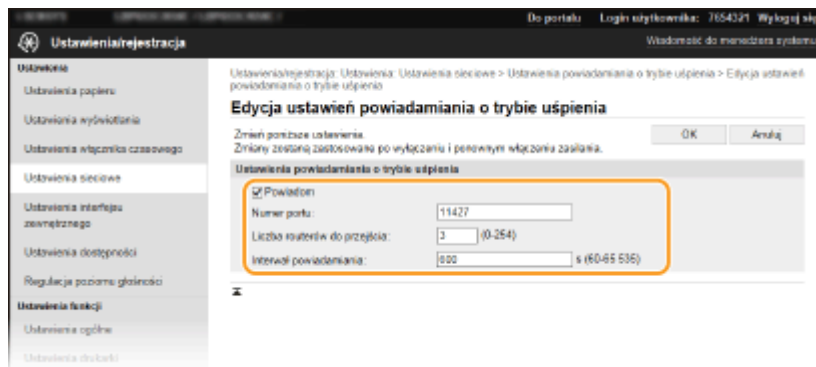 Do portalu Login użytkownika: 7654321 Wyloguj się
Ustawienia/rejestracja
Wiadomość do menedżera systemu
Ustawienia
Ustawienia papieru
Ustawienia wyświetlania
Ustawienia włącznika czasowego
Ustawienia sieciowe
Ustawienia interfejsu
zewnętrznego
Ustawienia dostępności
Regulacja poziomu głośności
Ustawienia funkcji
Ustawienia ogólne
Ustawienia drukarki
Ustawienia/rejestracja: Ustawienia: Ustawienia sieciowe > Ustawienia powiadamiania o trybie uśpienia > Edycja ustawień
powiadamiania o trybie uśpienia
Edycja ustawień powiadamiania o trybie uśpienia
Zmień poniższe ustawienia.
Zmiany zostaną zastosowane po wyłączeniu i ponownym włączeniu zasilania.
OK Anuluj
Ustawienia powiadamiania o trybie uśpienia
Powiadom
Numer portu: 11427
Liczba routerów do przejścia: 3 (0-254)
Interwał powiadamiania: 600 s (60-65 535)